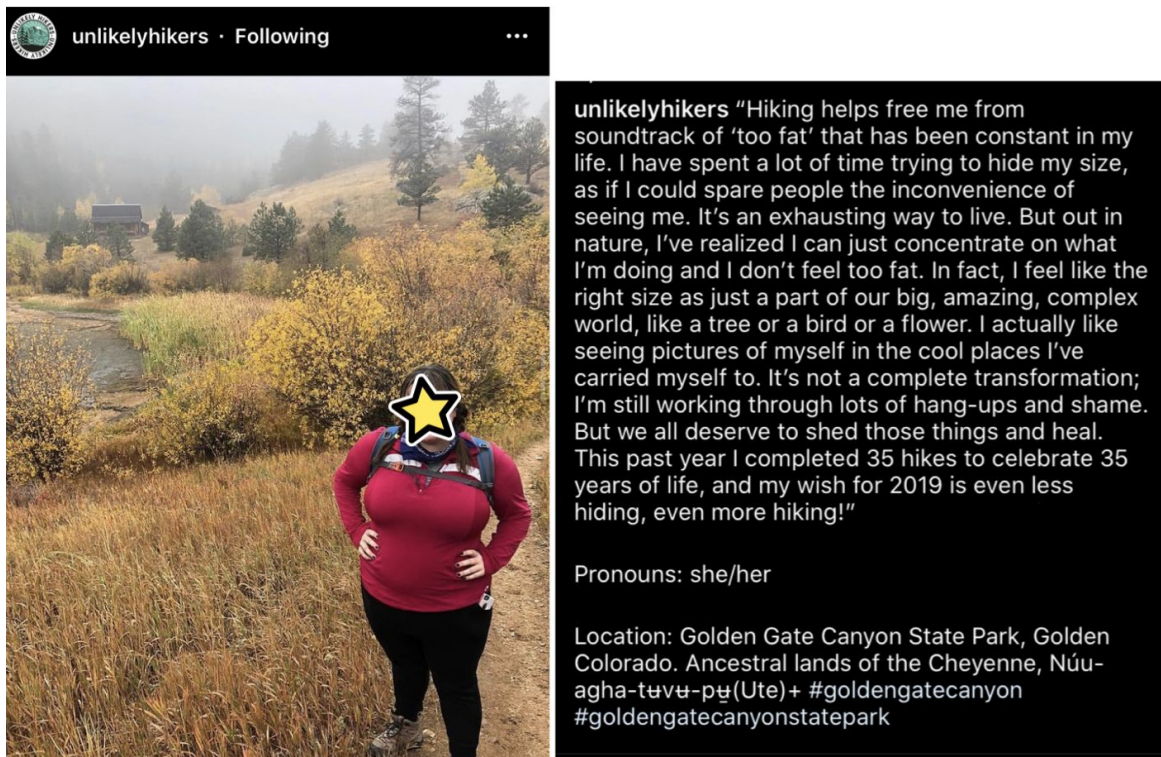 unlikelyhikers · Following
UNLIKELY HIKERS
unlikelyhikers “Hiking helps free me from
soundtrack of ‘too fat’ that has been constant in my
life. I have spent a lot of time trying to hide my size,
as if I could spare people the inconvenience of
seeing me. It’s an exhausting way to live. But out in
nature, I’ve realized I can just concentrate on what
I’m doing and I don’t feel too fat. In fact, I feel like the
right size as just a part of our big, amazing, complex
world, like a tree or a bird or a flower. I actually like
seeing pictures of myself in the cool places I’ve
carried myself to. It’s not a complete transformation;
I’m still working through lots of hang-ups and shame.
But we all deserve to shed those things and heal.
This past year I completed 35 hikes to celebrate 35
years of life, and my wish for 2019 is even less
hiding, even more hiking!”
Pronouns: she/her
Location: Golden Gate Canyon State Park, Golden
Colorado. Ancestral lands of the Cheyenne, Núu-
agha-tʉvʉ-pʉ̱(Ute)+ #goldengatecanyon
#goldengatecanyonstatepark